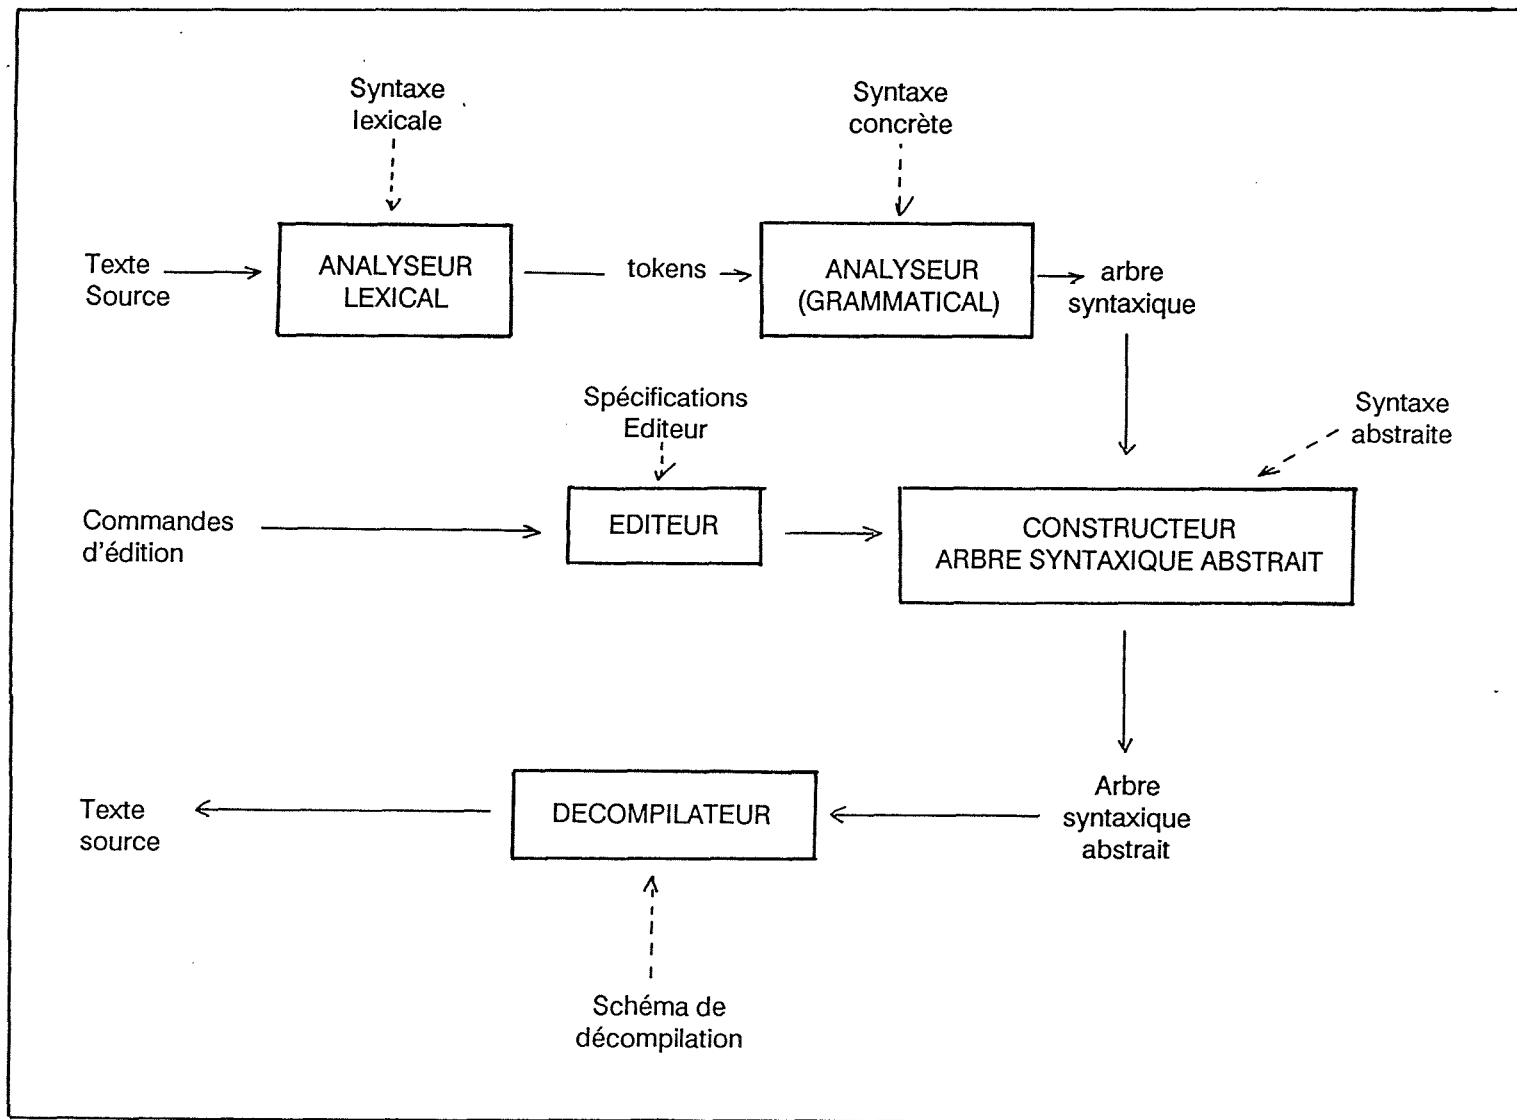 Syntaxe
lexicale
Syntaxe
concrète
Texte
Source
ANALYSEUR
LEXICAL
tokens
ANALYSEUR
(GRAMMATICAL)
arbre
syntaxique
Spécifications
Editeur
Syntaxe
abstraite
Commandes
d'édition
EDITEUR
CONSTRUCTEUR
ARBRE SYNTAXIQUE ABSTRAIT
Texte
source
DECOMPILATEUR
Arbre
syntaxique
abstrait
Schéma de
décompilation